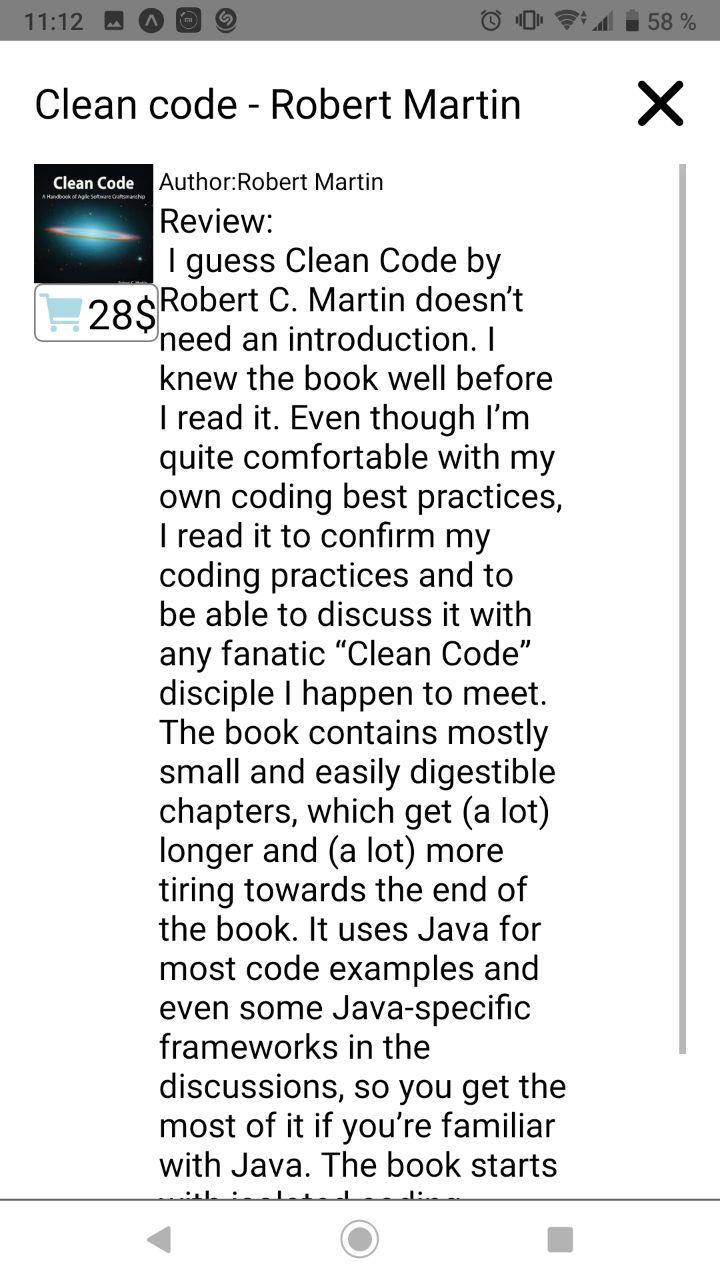 11:12
58 %
Clean code - Robert Martin
Clean Code
A Handbook of Agile Software Craftsmanship
28$
Author:Robert Martin
Review:
I guess Clean Code by
Robert C. Martin doesn’t
need an introduction. I
knew the book well before
I read it. Even though I’m
quite comfortable with my
own coding best practices,
I read it to confirm my
coding practices and to
be able to discuss it with
any fanatic “Clean Code”
disciple I happen to meet.
The book contains mostly
small and easily digestible
chapters, which get (a lot)
longer and (a lot) more
tiring towards the end of
the book. It uses Java for
most code examples and
even some Java-specific
frameworks in the
discussions, so you get the
most of it if you’re familiar
with Java. The book starts